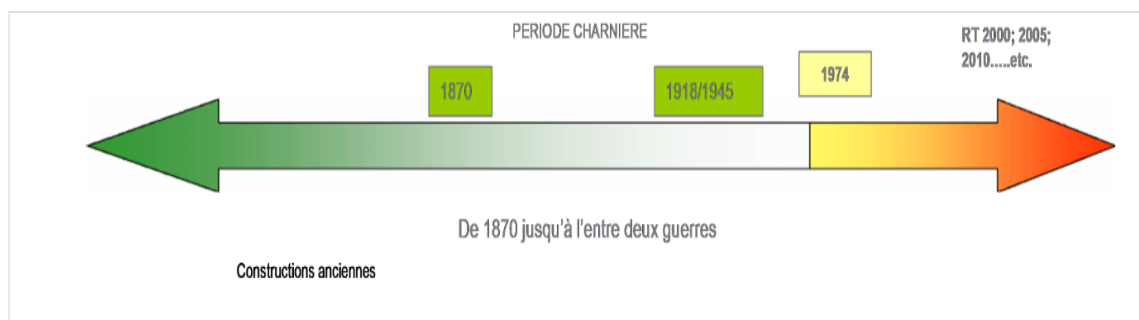 PERIODE CHARNIERE
RT 2000; 2005;
2010.....etc.
1870
1918/1945
1974
De 1870 jusqu'à l'entre deux guerres
Constructions anciennes